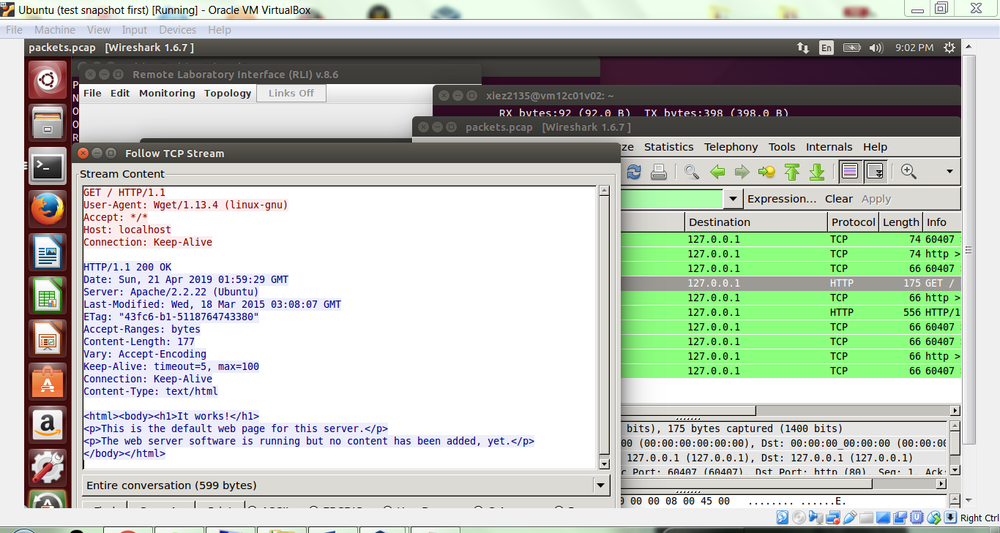 Ubuntu (test snapshot first) [Running] - Oracle VM VirtualBox
File Machine View Input Devices Help
packets.pcap [Wireshark 1.6.7 ]
En
9:02 PM
Remote Laboratory Interface (RLI) v.8.6
File Edit Monitoring Topology Links Off
xiez2135@vm12c01v02: ~
RX bytes:92 (92.0 B) TX bytes:398 (398.0 B)
packets.pcap [Wireshark 1.6.7 ]
Statistics Telephony Tools Internals Help
Expression... Clear Apply
Destination Protocol Length Info
127.0.0.1 TCP 74 60407
127.0.0.1 TCP 74 http >
127.0.0.1 TCP 66 60407
127.0.0.1 HTTP 175 GET /
127.0.0.1 TCP 66 http >
127.0.0.1 HTTP 556 HTTP/1
127.0.0.1 TCP 66 60407
127.0.0.1 TCP 66 60407
127.0.0.1 TCP 66 http >
127.0.0.1 TCP 66 60407
bits), 175 bytes captured (1400 bits)
00 (00:00:00:00:00:00), Dst: 00:00:00_00:00:00 (00:00:00
127.0.0.1 (127.0.0.1), Dst: 127.0.0.1 (127.0.0.1)
c Port: 60407 (60407), Dst Port: http (80), Seq: 1, Ack:
0 00 00 08 00 45 00 ........ ......E.
Follow TCP Stream
Stream Content
GET / HTTP/1.1
User-Agent: Wget/1.13.4 (linux-gnu)
Accept: */*
Host: localhost
Connection: Keep-Alive
HTTP/1.1 200 OK
Date: Sun, 21 Apr 2019 01:59:29 GMT
Server: Apache/2.2.22 (Ubuntu)
Last-Modified: Wed, 18 Mar 2015 03:08:07 GMT
ETag: "43fc6-b1-5118764743380"
Accept-Ranges: bytes
Content-Length: 177
Vary: Accept-Encoding
Keep-Alive: timeout=5, max=100
Connection: Keep-Alive
Content-Type: text/html
<html><body><h1>It works!</h1>
<p>This is the default web page for this server.</p>
<p>The web server software is running but no content has been added, yet.</p>
</body></html>
Entire conversation (599 bytes)
Right Ctrl